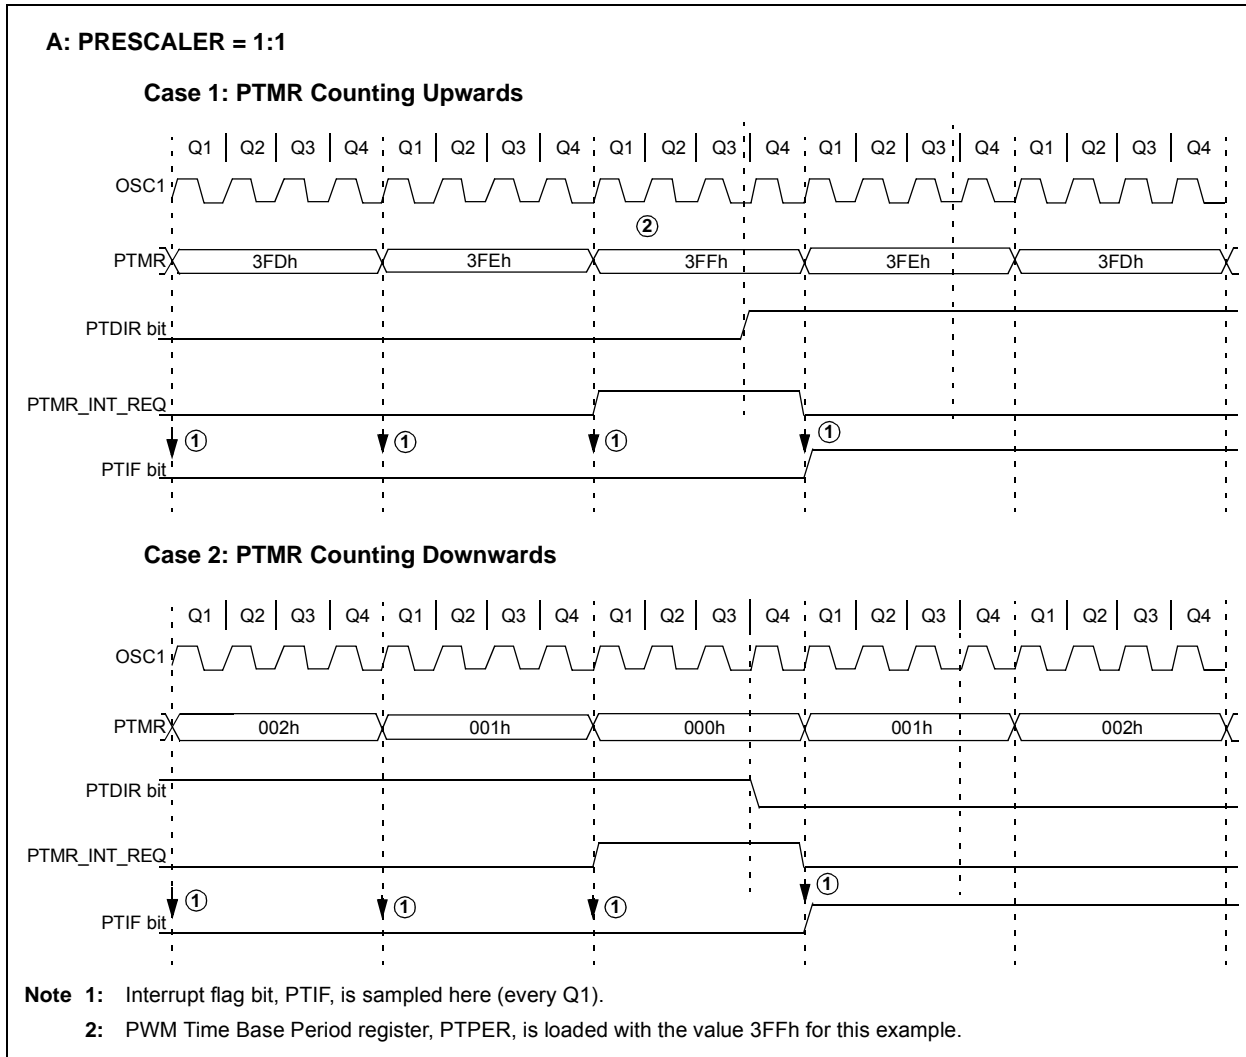 A: PRESCALER = 1:1
Case 1: PTMR Counting Upwards
Q1 Q2 Q3 Q4 Q1 Q2 Q3 Q4 Q1 Q2 Q3 Q4 Q1 Q2 Q3 Q4 Q1 Q2 Q3 Q4
OSC1
2
PTMR 3FDh 3FEh 3FFh 3FEh 3FDh
PTDIR bit
PTMR_INT_REQ
1 1 1 1
PTIF bit
Case 2: PTMR Counting Downwards
Q1 Q2 Q3 Q4 Q1 Q2 Q3 Q4 Q1 Q2 Q3 Q4 Q1 Q2 Q3 Q4 Q1 Q2 Q3 Q4
OSC1
PTMR 002h 001h 000h 001h 002h
PTDIR bit
PTMR_INT_REQ
1 1 1 1
PTIF bit
Note 1: Interrupt flag bit, PTIF, is sampled here (every Q1).
2: PWM Time Base Period register, PTPER, is loaded with the value 3FFh for this example.